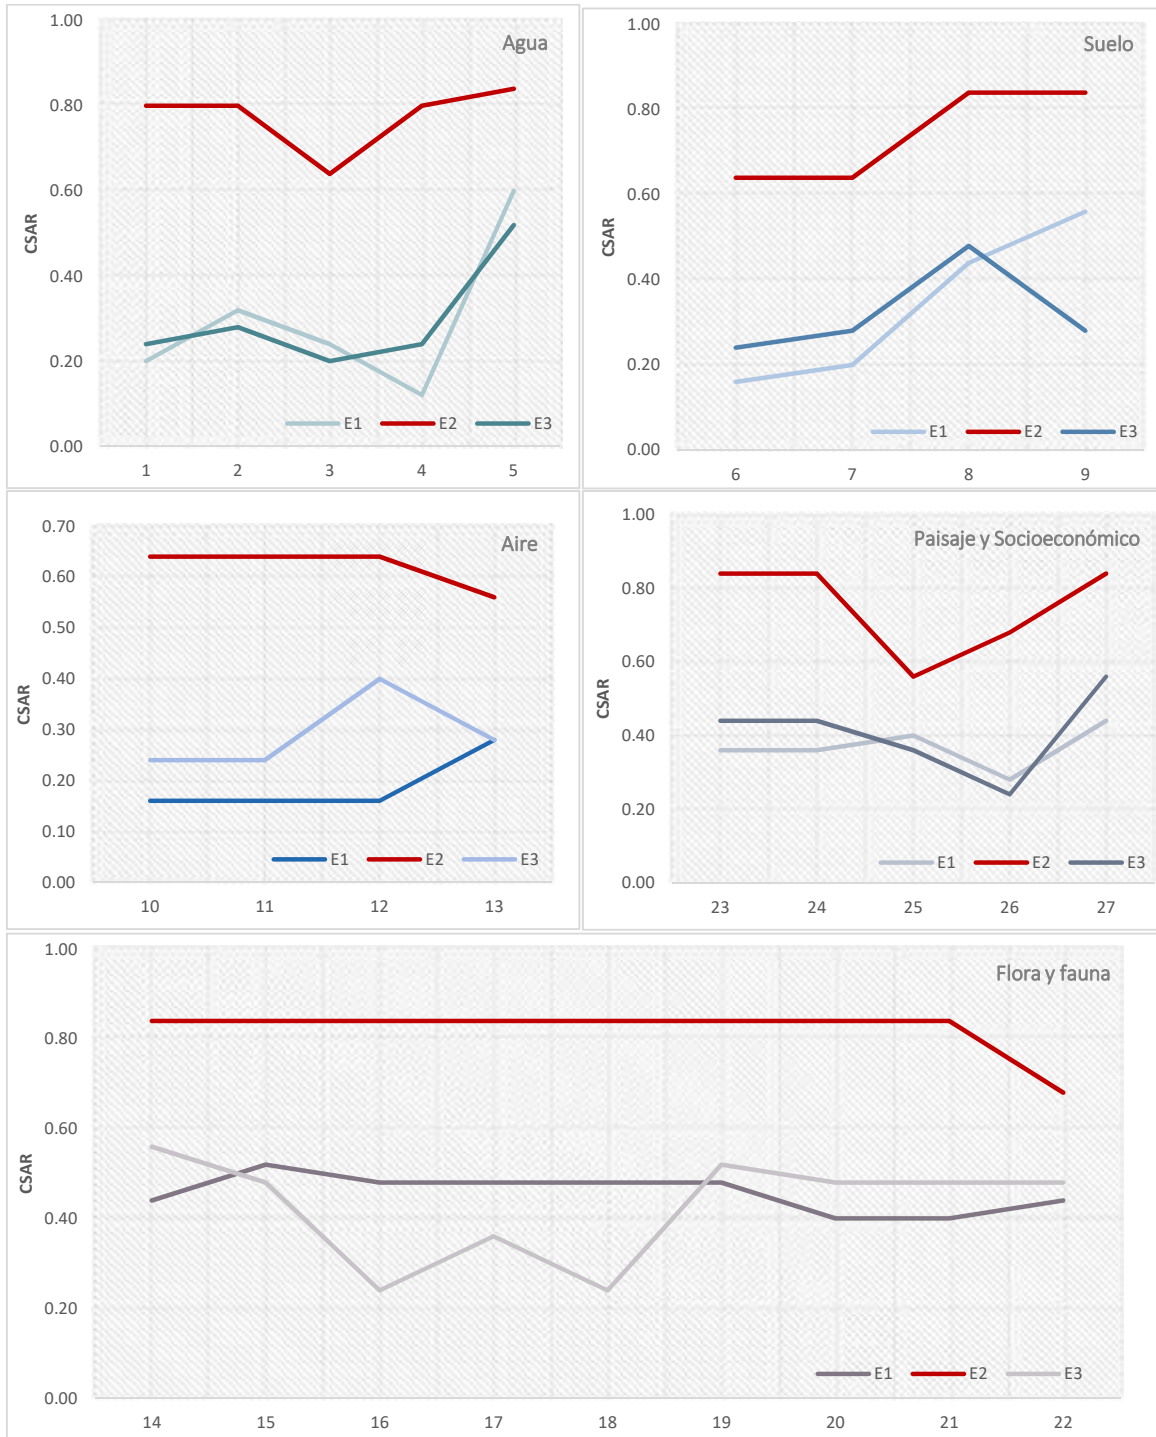 Agua
1.00
0.80
0.60
0.40
0.20
0.00
CSAR
E1 E2 E3
1 2 3 4 5
Suelo
1.00
0.80
0.60
0.40
0.20
0.00
CSAR
E1 E2 E3
6 7 8 9
Aire
0.70
0.60
0.50
0.40
0.30
0.20
0.10
0.00
CSAR
E1 E2 E3
10 11 12 13
Paisaje y Socioeconómico
1.00
0.80
0.60
0.40
0.20
0.00
CSAR
E1 E2 E3
23 24 25 26 27
Flora y fauna
1.00
0.80
0.60
0.40
0.20
0.00
CSAR
E1 E2 E3
14 15 16 17 18 19 20 21 22